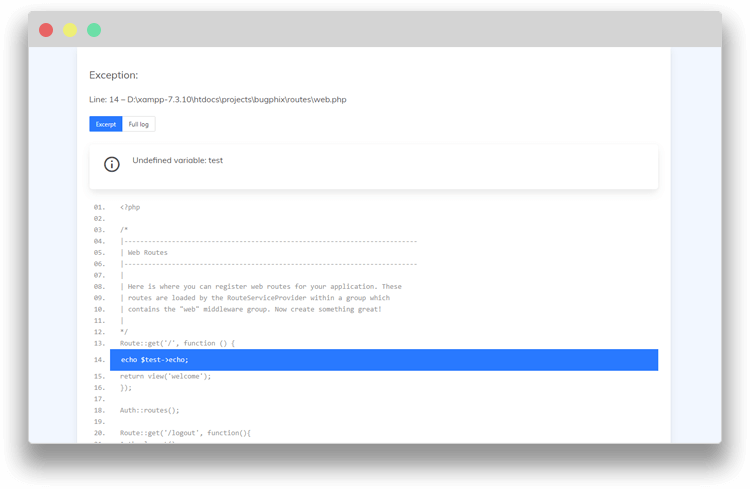 Exception:
Line: 14 – D:\xampp-7.3.10\htdocs\projects\bugphix\routes\web.php
Excerpt Full log
Undefined variable: test
01. <?php
02.
03. /*
04. |--------------------------------------------------------------------------
05. | Web Routes
06. |--------------------------------------------------------------------------
07. |
08. | Here is where you can register web routes for your application. These
09. | routes are loaded by the RouteServiceProvider within a group which
10. | contains the "web" middleware group. Now create something great!
11. |
12. */
13. Route::get('/', function () {
14. echo $test->echo;
15. return view('welcome');
16. });
17.
18. Auth::routes();
19.
20. Route::get('/logout', function(){